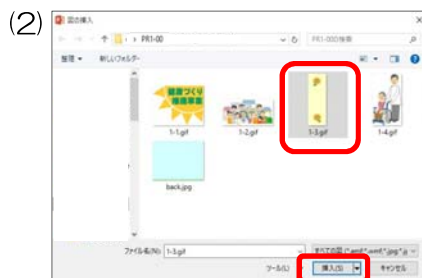 (2)
図の挿入
PR1-00
PR1-00の検索
整理 ▼ 新しいフォルダー
健康づくり
推進事業
1-1.gif
1-2.gif
1-3.gif
1-4.gif
back.jpg
ファイル名(N): 1-3.gif
すべての図 (*.emf;*.wmf;*.jpg;*.j
ツール(L)
挿入(S)
キャンセル